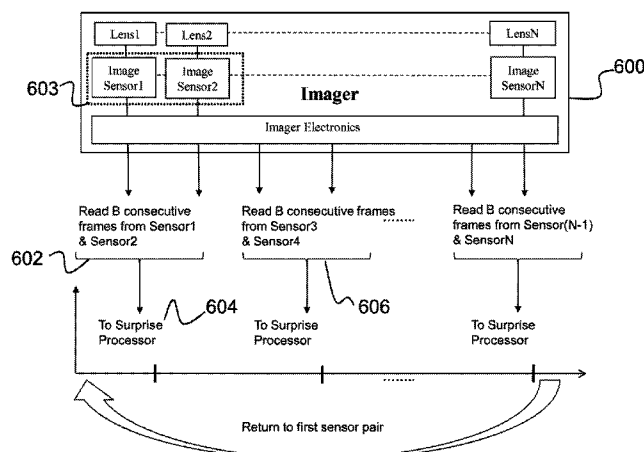 Lens1 Lens2 LensN
Image Sensor1 Image Sensor2 Image SensorN
603
Imager
600
Imager Electronics
Read B consecutive frames from Sensor1 & Sensor2
Read B consecutive frames from Sensor3 & Sensor4
Read B consecutive frames from Sensor(N-1) & SensorN
602
604
606
To Surprise Processor
To Surprise Processor
To Surprise Processor
Return to first sensor pair